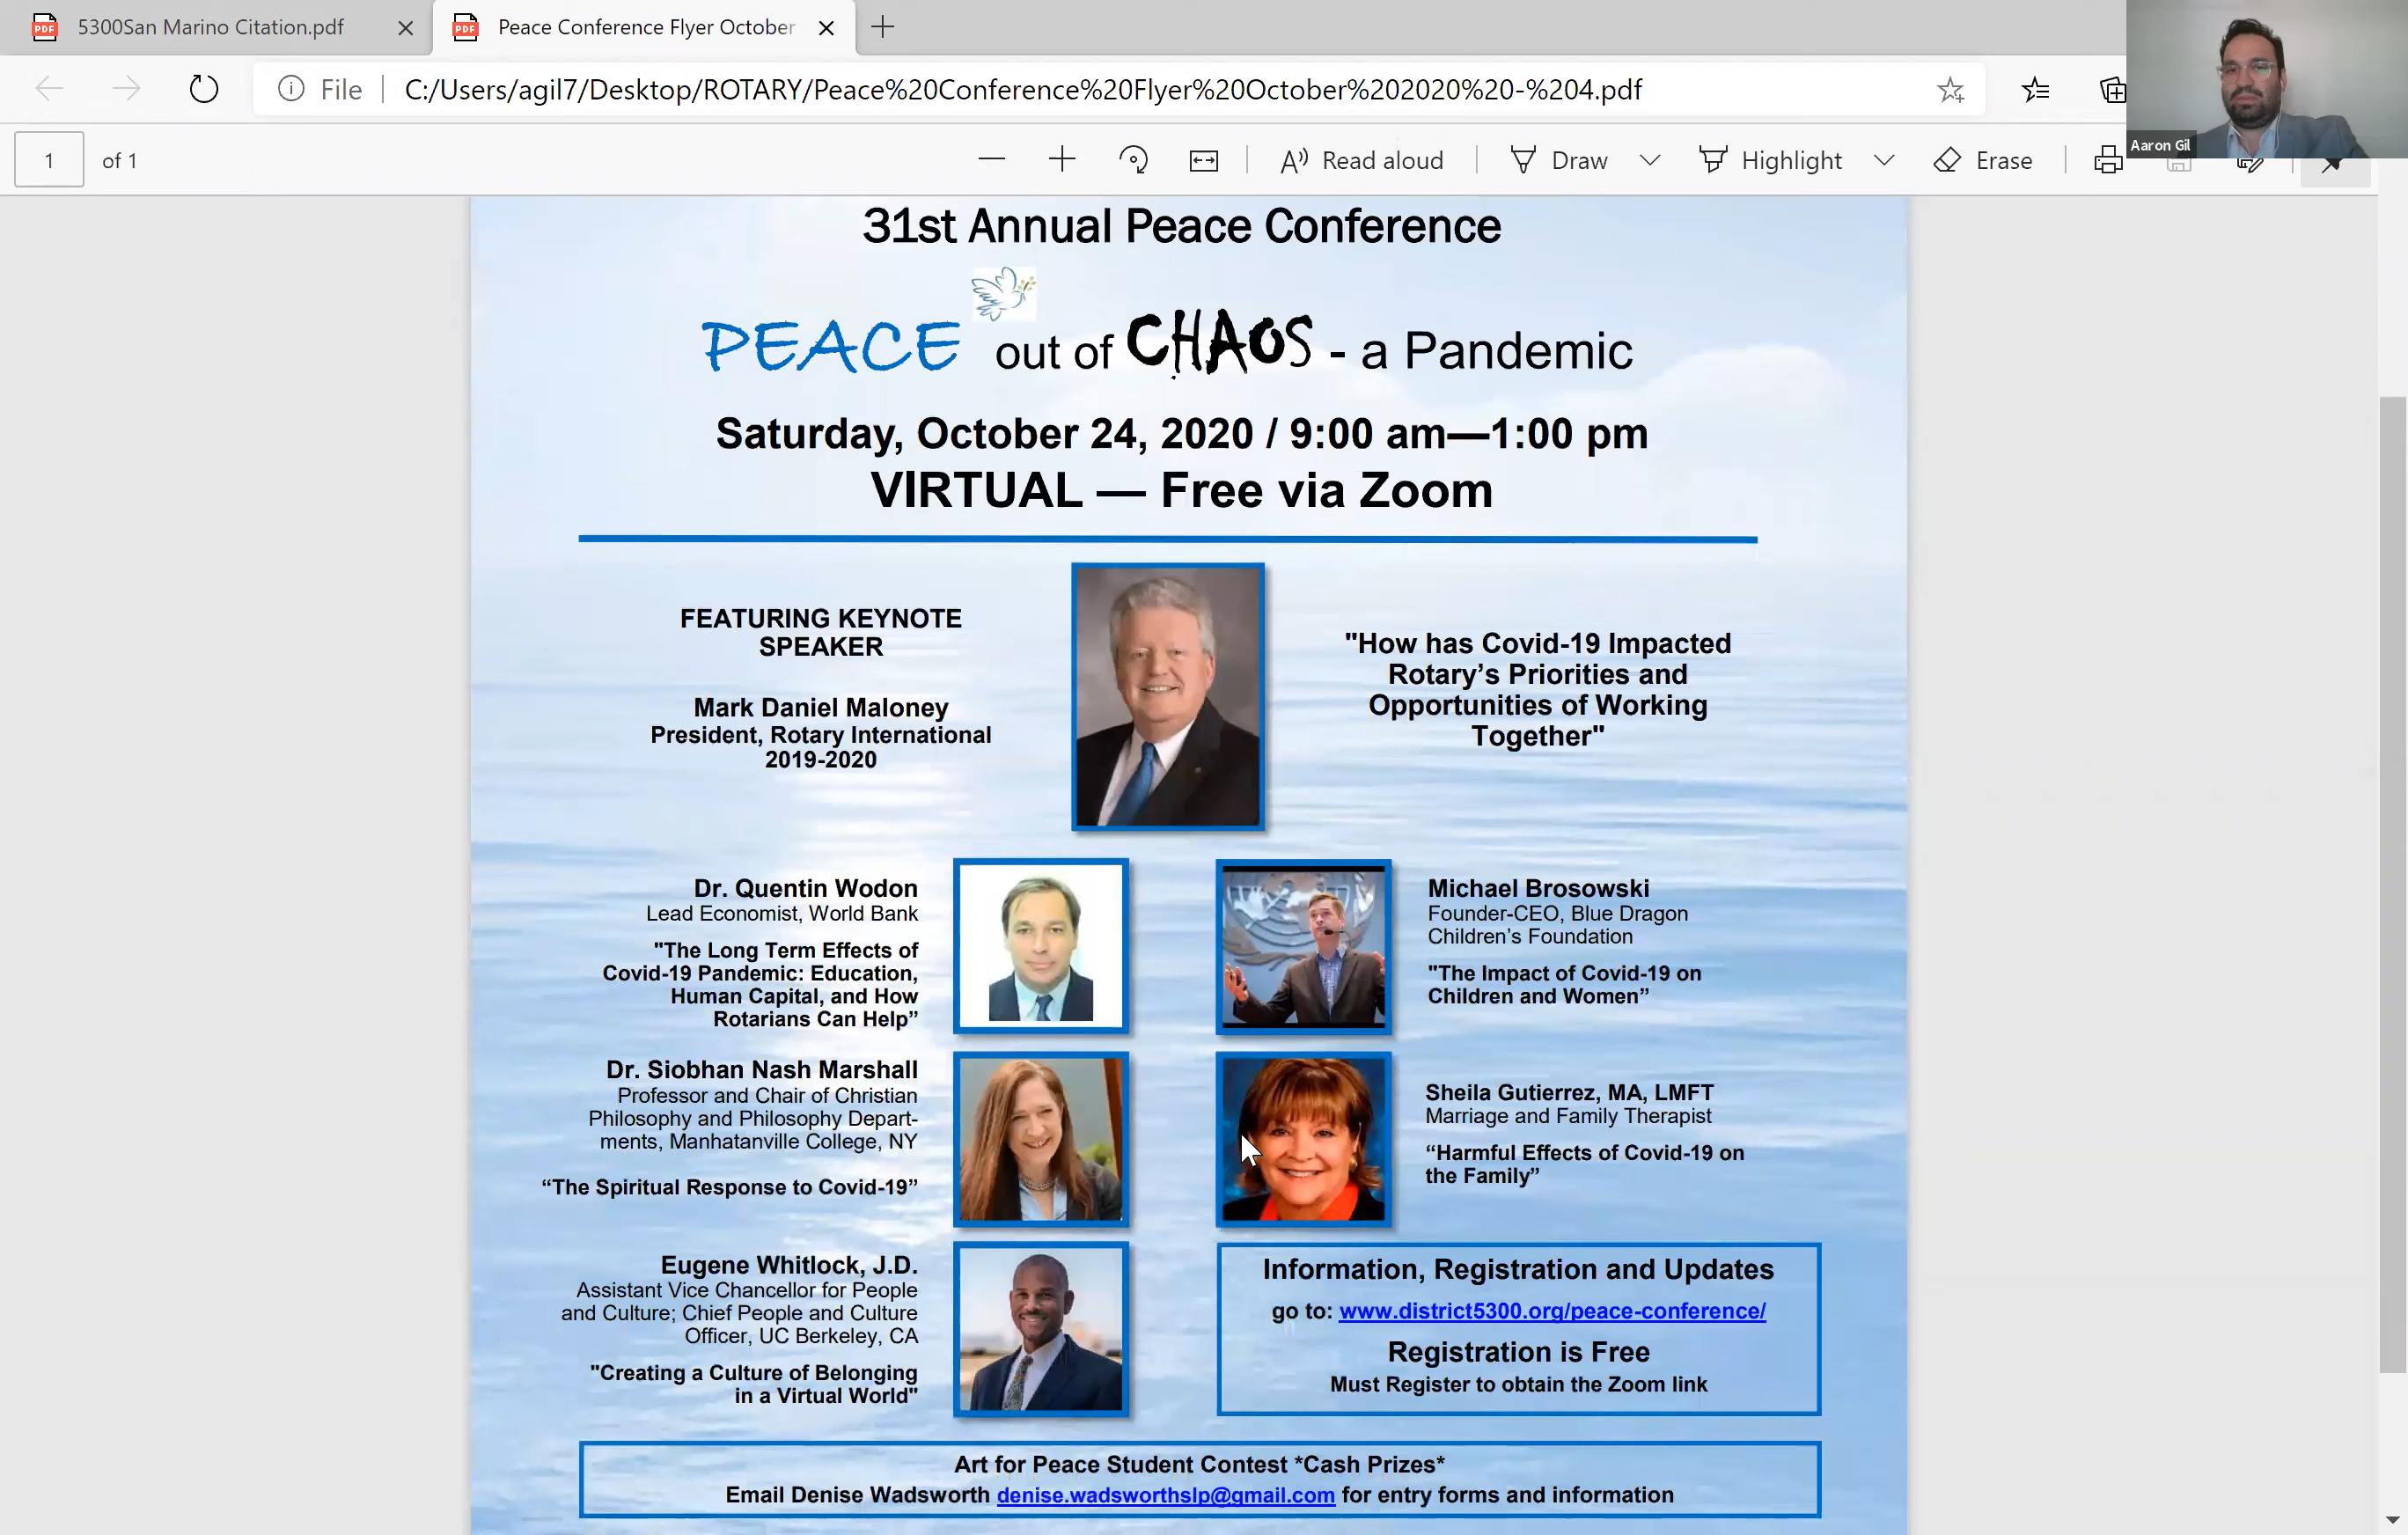 5300San Marino Citation.pdf
Peace Conference Flyer October
File
C:/Users/agil7/Desktop/ROTARY/Peace%20Conference%20Flyer%20October%202020%20-%204.pdf
1 of 1
Read aloud
Draw
Highlight
Erase
Aaron Gil
31st Annual Peace Conference
PEACE out of CHAOS - a Pandemic
Saturday, October 24, 2020 / 9:00 am—1:00 pm
VIRTUAL — Free via Zoom
FEATURING KEYNOTE
SPEAKER
Mark Daniel Maloney
President, Rotary International
2019-2020
"How has Covid-19 Impacted
Rotary’s Priorities and
Opportunities of Working
Together"
Dr. Quentin Wodon
Lead Economist, World Bank
"The Long Term Effects of
Covid-19 Pandemic: Education,
Human Capital, and How
Rotarians Can Help”
Michael Brosowski
Founder-CEO, Blue Dragon
Children’s Foundation
"The Impact of Covid-19 on
Children and Women”
Dr. Siobhan Nash Marshall
Professor and Chair of Christian
Philosophy and Philosophy Depart-
ments, Manhatanville College, NY
“The Spiritual Response to Covid-19”
Sheila Gutierrez, MA, LMFT
Marriage and Family Therapist
“Harmful Effects of Covid-19 on
the Family”
Eugene Whitlock, J.D.
Assistant Vice Chancellor for People
and Culture; Chief People and Culture
Officer, UC Berkeley, CA
"Creating a Culture of Belonging
in a Virtual World"
Information, Registration and Updates
go to: www.district5300.org/peace-conference/
Registration is Free
Must Register to obtain the Zoom link
Art for Peace Student Contest *Cash Prizes*
Email Denise Wadsworth denise.wadsworthslp@gmail.com for entry forms and information